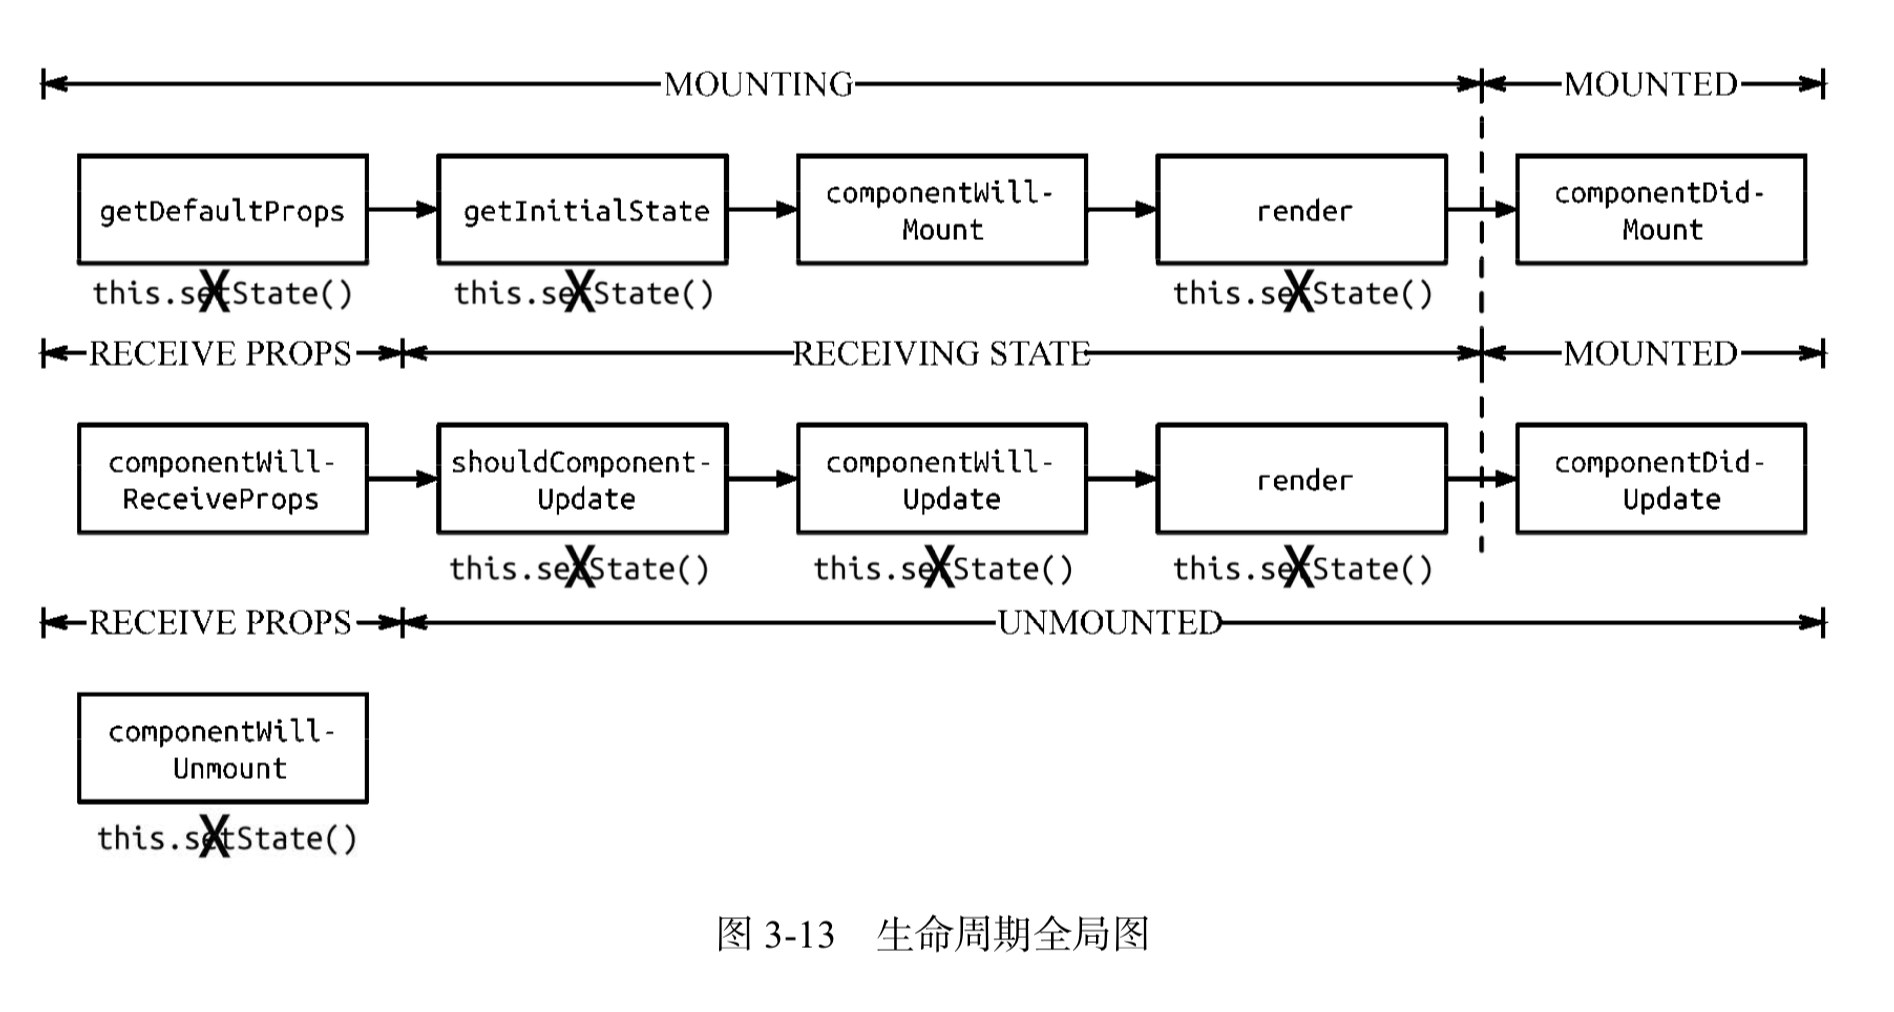 MOUNTING MOUNTED
getDefaultProps getInitialState componentWill- render componentDid-
Mount Mount
this.setState() this.setState() this.setState()
RECEIVE PROPS RECEIVING STATE MOUNTED
componentWill- shouldComponent- componentWill- render componentDid-
ReceiveProps Update Update Update
this.setState() this.setState() this.setState()
RECEIVE PROPS UNMOUNTED
componentWill-
Unmount
this.setState()
图 3-13 生命周期全局图